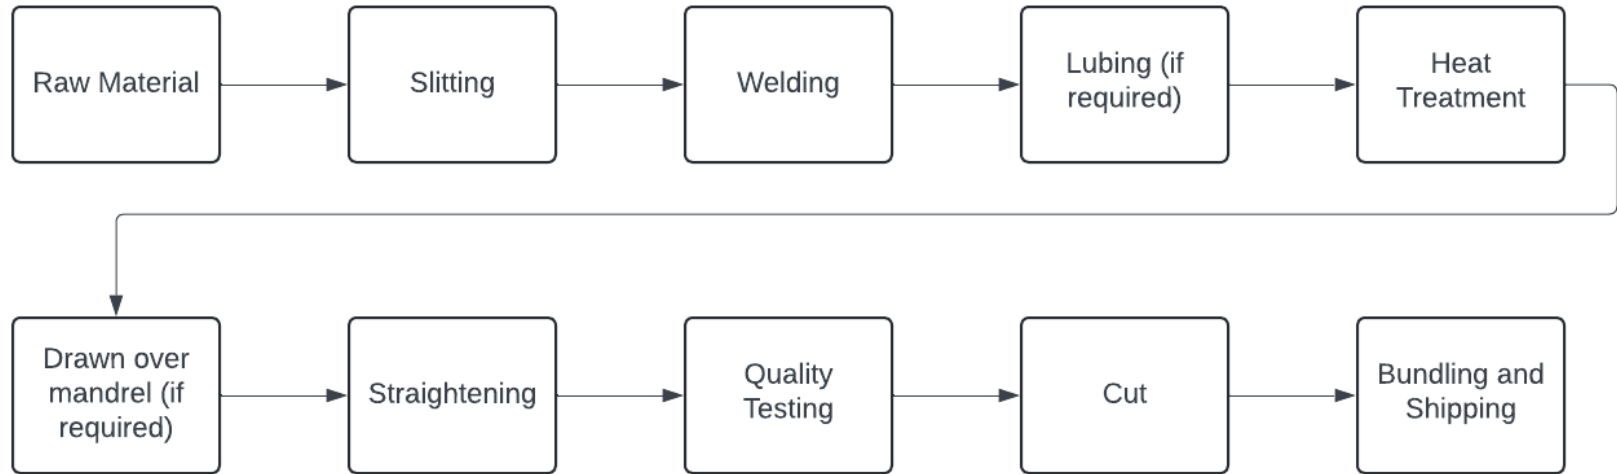 Raw Material
Slitting
Welding
Lubing (if
required)
Heat
Treatment
Drawn over
mandrel (if
required)
Straightening
Quality
Testing
Cut
Bundling and
Shipping